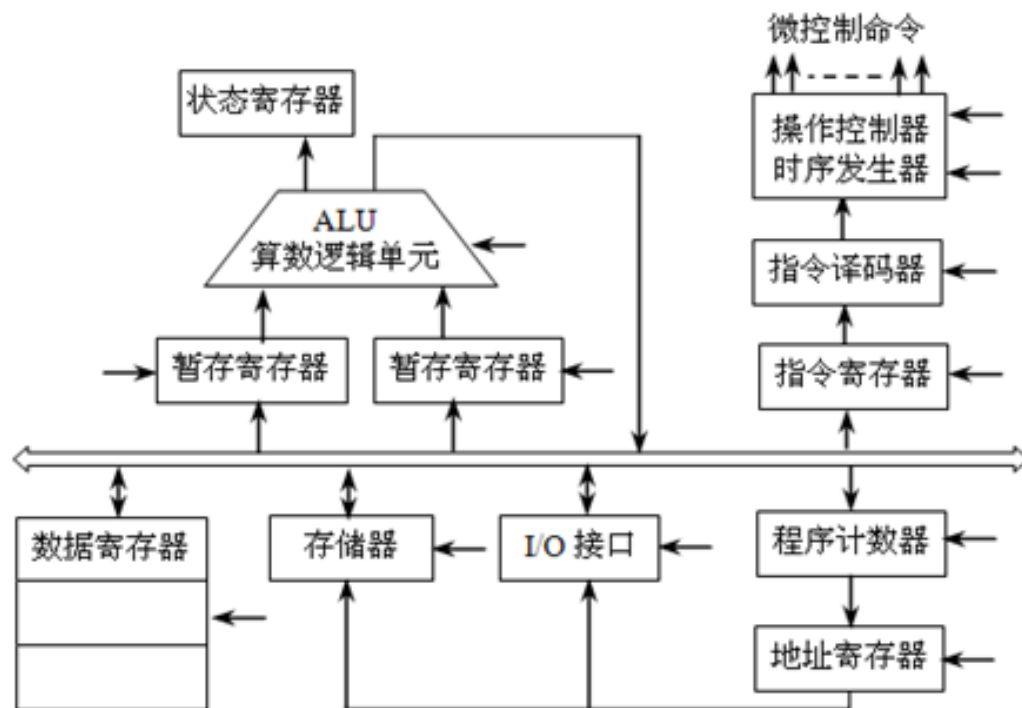 微控制命令
状态寄存器
操作控制器
时序发生器
ALU
算数逻辑单元
指令译码器
暂存寄存器
暂存寄存器
指令寄存器
数据寄存器
存储器
I/O 接口
程序计数器
地址寄存器